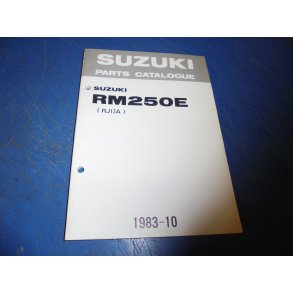 SUZUKI
PARTS CATALOGUE
SUZUKI
RM250E
( RJ12A )
1983-10